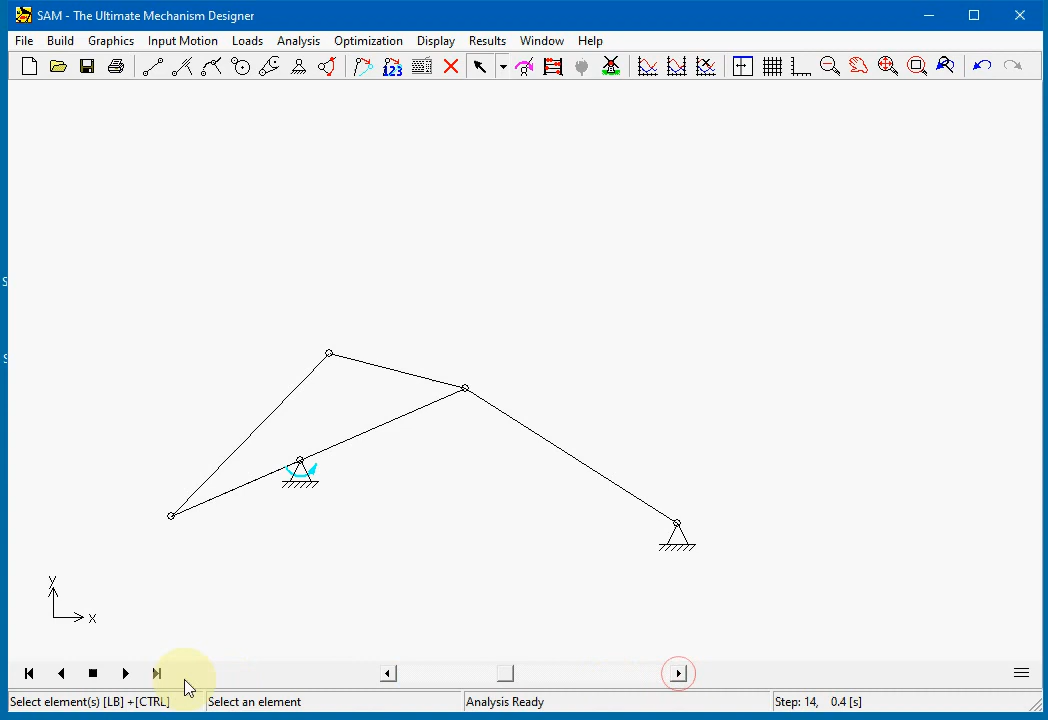 SAM - The Ultimate Mechanism Designer
File Build Graphics Input Motion Loads Analysis Optimization Display Results Window Help
123
y
x
Select element(s) [LB] +[CTRL] Select an element Analysis Ready Step: 14, 0.4 [s]